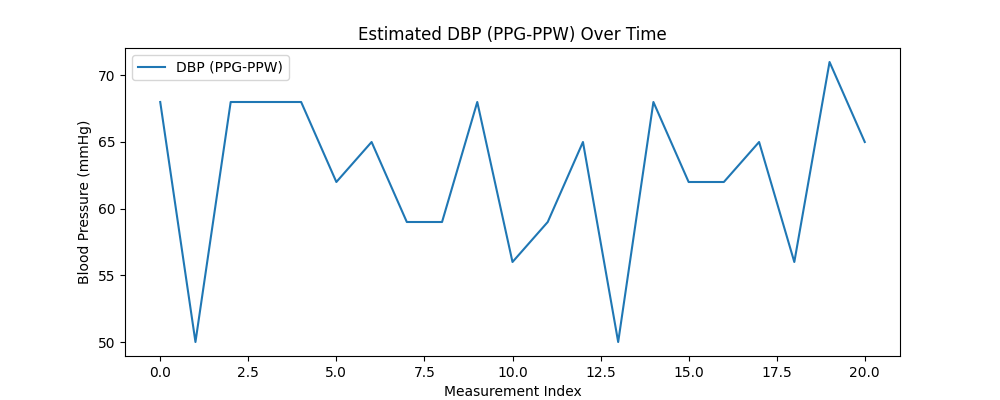 Estimated DBP (PPG-PPW) Over Time
DBP (PPG-PPW)
Blood Pressure (mmHg)
70
65
60
55
50
0.0 2.5 5.0 7.5 10.0 12.5 15.0 17.5 20.0
Measurement Index